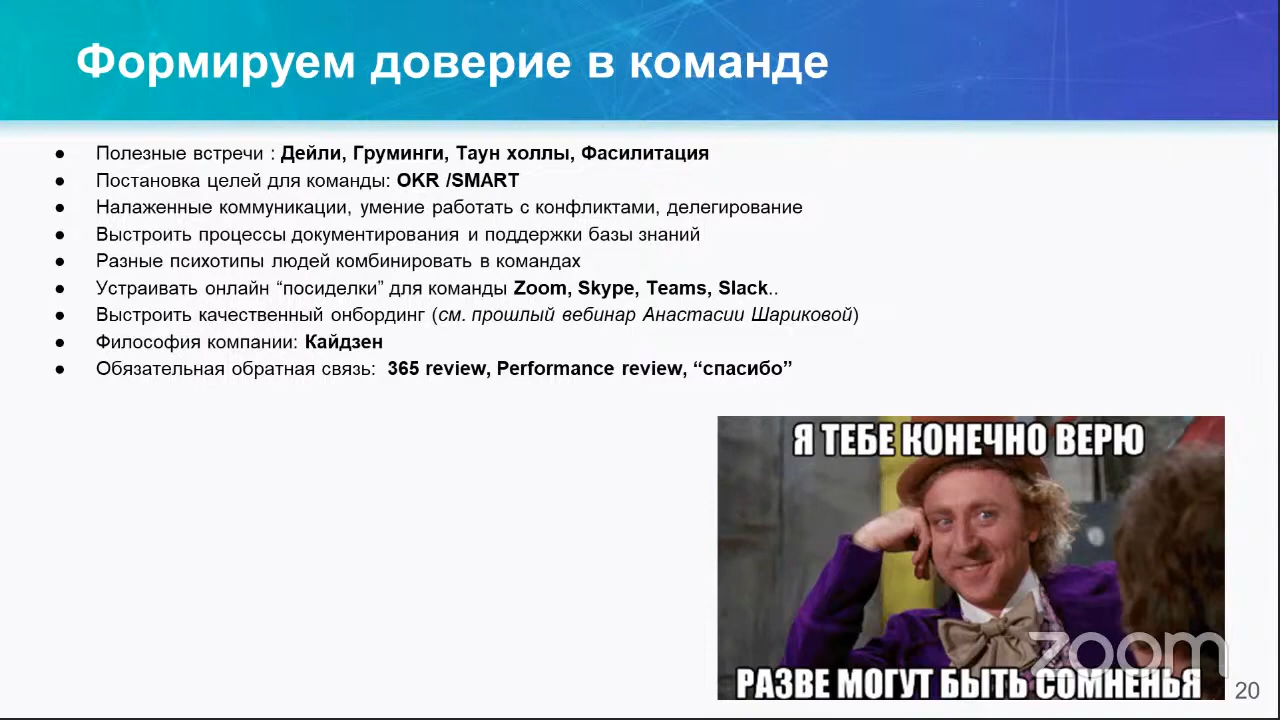 Формируем доверие в команде
● Полезные встречи : Дейли, Груминги, Таун холлы, Фасилитация
● Постановка целей для команды: OKR /SMART
● Налаженные коммуникации, умение работать с конфликтами, делегирование
● Выстроить процессы документирования и поддержки базы знаний
● Разные психотипы людей комбинировать в командах
● Устраивать онлайн “посиделки” для команды Zoom, Skype, Teams, Slack..
● Выстроить качественный онбординг (см. прошлый вебинар Анастасии Шариковой)
● Философия компании: Кайдзен
● Обязательная обратная связь: 365 review, Performance review, “спасибо”
Я ТЕБЕ КОНЕЧНО ВЕРЮ
РАЗВЕ МОГУТ БЫТЬ СОМНЕНЬЯ
zoom
20